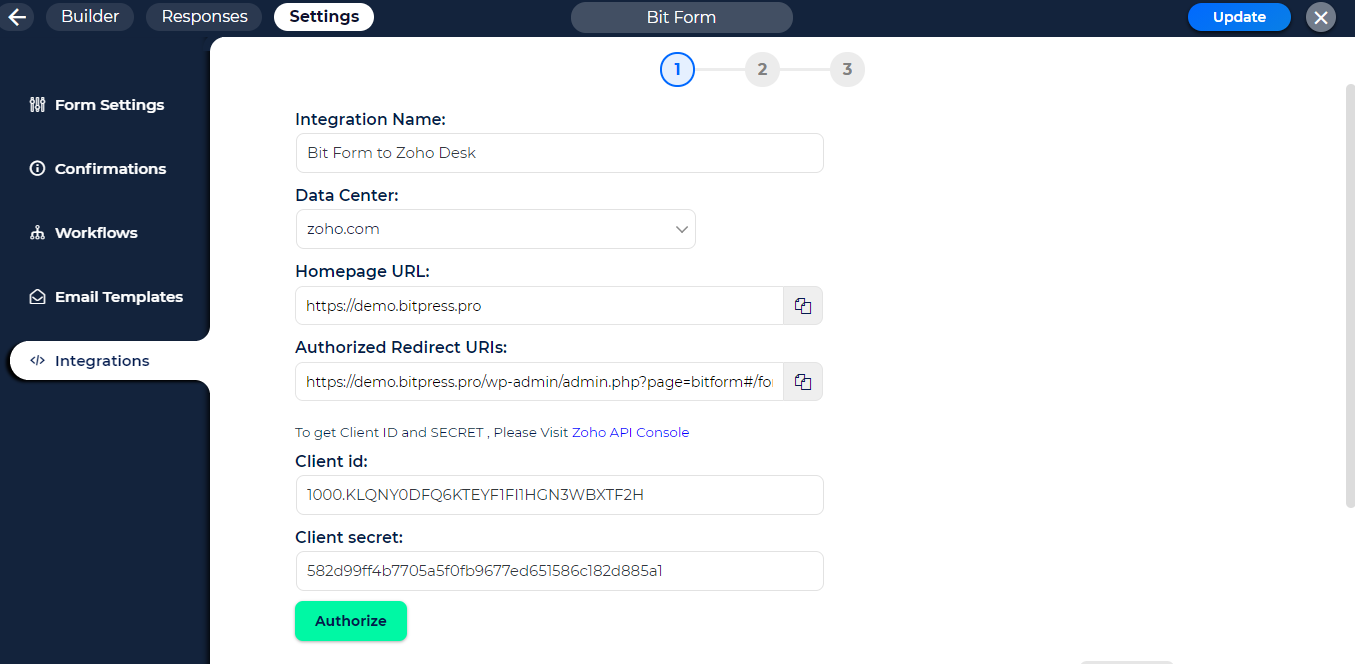 Builder Responses Settings Bit Form Update
1 2 3
Form Settings
Confirmations
Workflows
Email Templates
Integrations
Integration Name:
Bit Form to Zoho Desk
Data Center:
zoho.com
Homepage URL:
https://demo.bitpress.pro
Authorized Redirect URIs:
https://demo.bitpress.pro/wp-admin/admin.php?page=bitform#/for
To get Client ID and SECRET , Please Visit Zoho API Console
Client id:
1000.KLQNY0DFQ6KTEYF1FI1HGN3WBXTF2H
Client secret:
582d99ff4b7705a5f0fb9677ed651586c182d885a1
Authorize